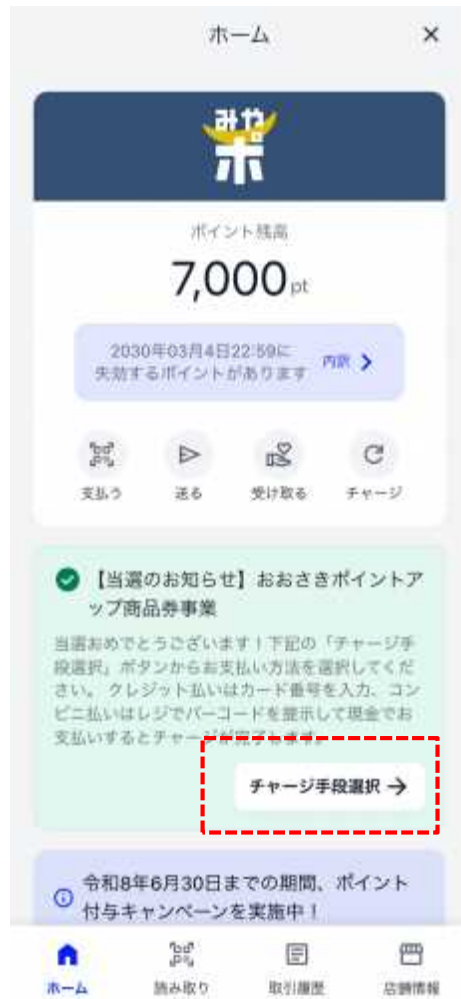 ホーム ×
みや
ポ
ポイント残高
7,000 pt
2030年03月4日22:59に
失効するポイントがあります
内訳
支払う 送る 受け取る チャージ
【当選のお知らせ】おおさきポイントア
ップ商品券事業
当選おめでとうございます!下記の「チャージ手
段選択」ボタンからお支払い方法を選択してくだ
さい。 クレジット払いはカード番号を入力、コン
ビニ払いはレジでバーコードを提示して現金でお
支払いするとチャージが完了します。
チャージ手段選択 →
令和8年6月30日までの期間、ポイント
付与キャンペーンを実施中!
ホーム 読み取り 取引履歴 店舗情報